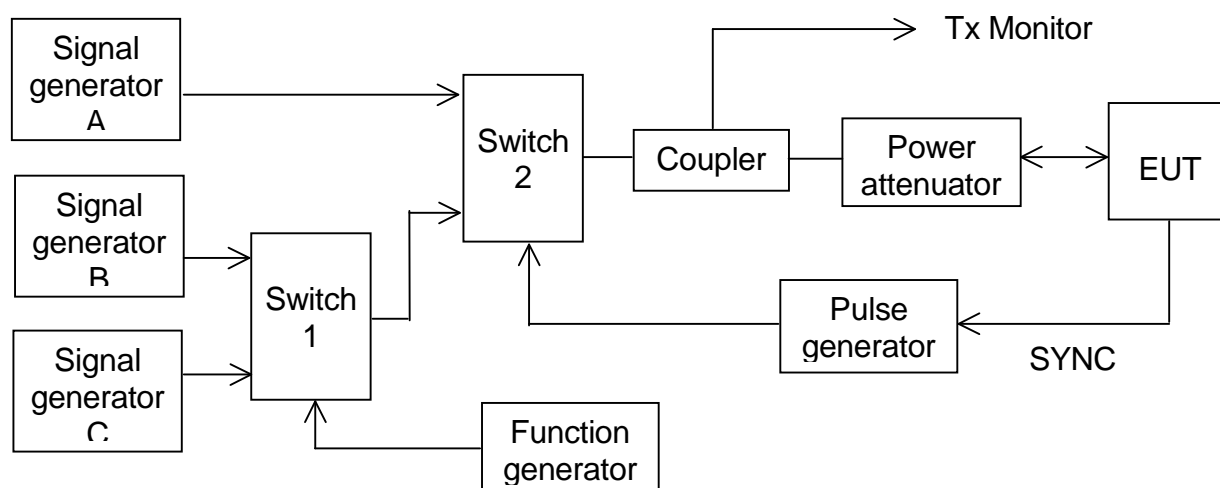 Signal
generator
A
Tx Monitor
Switch
2
Coupler
Power
attenuator
EUT
Signal
generator
B
Switch
1
Pulse
generator
SYNC
Signal
generator
C
Function
generator